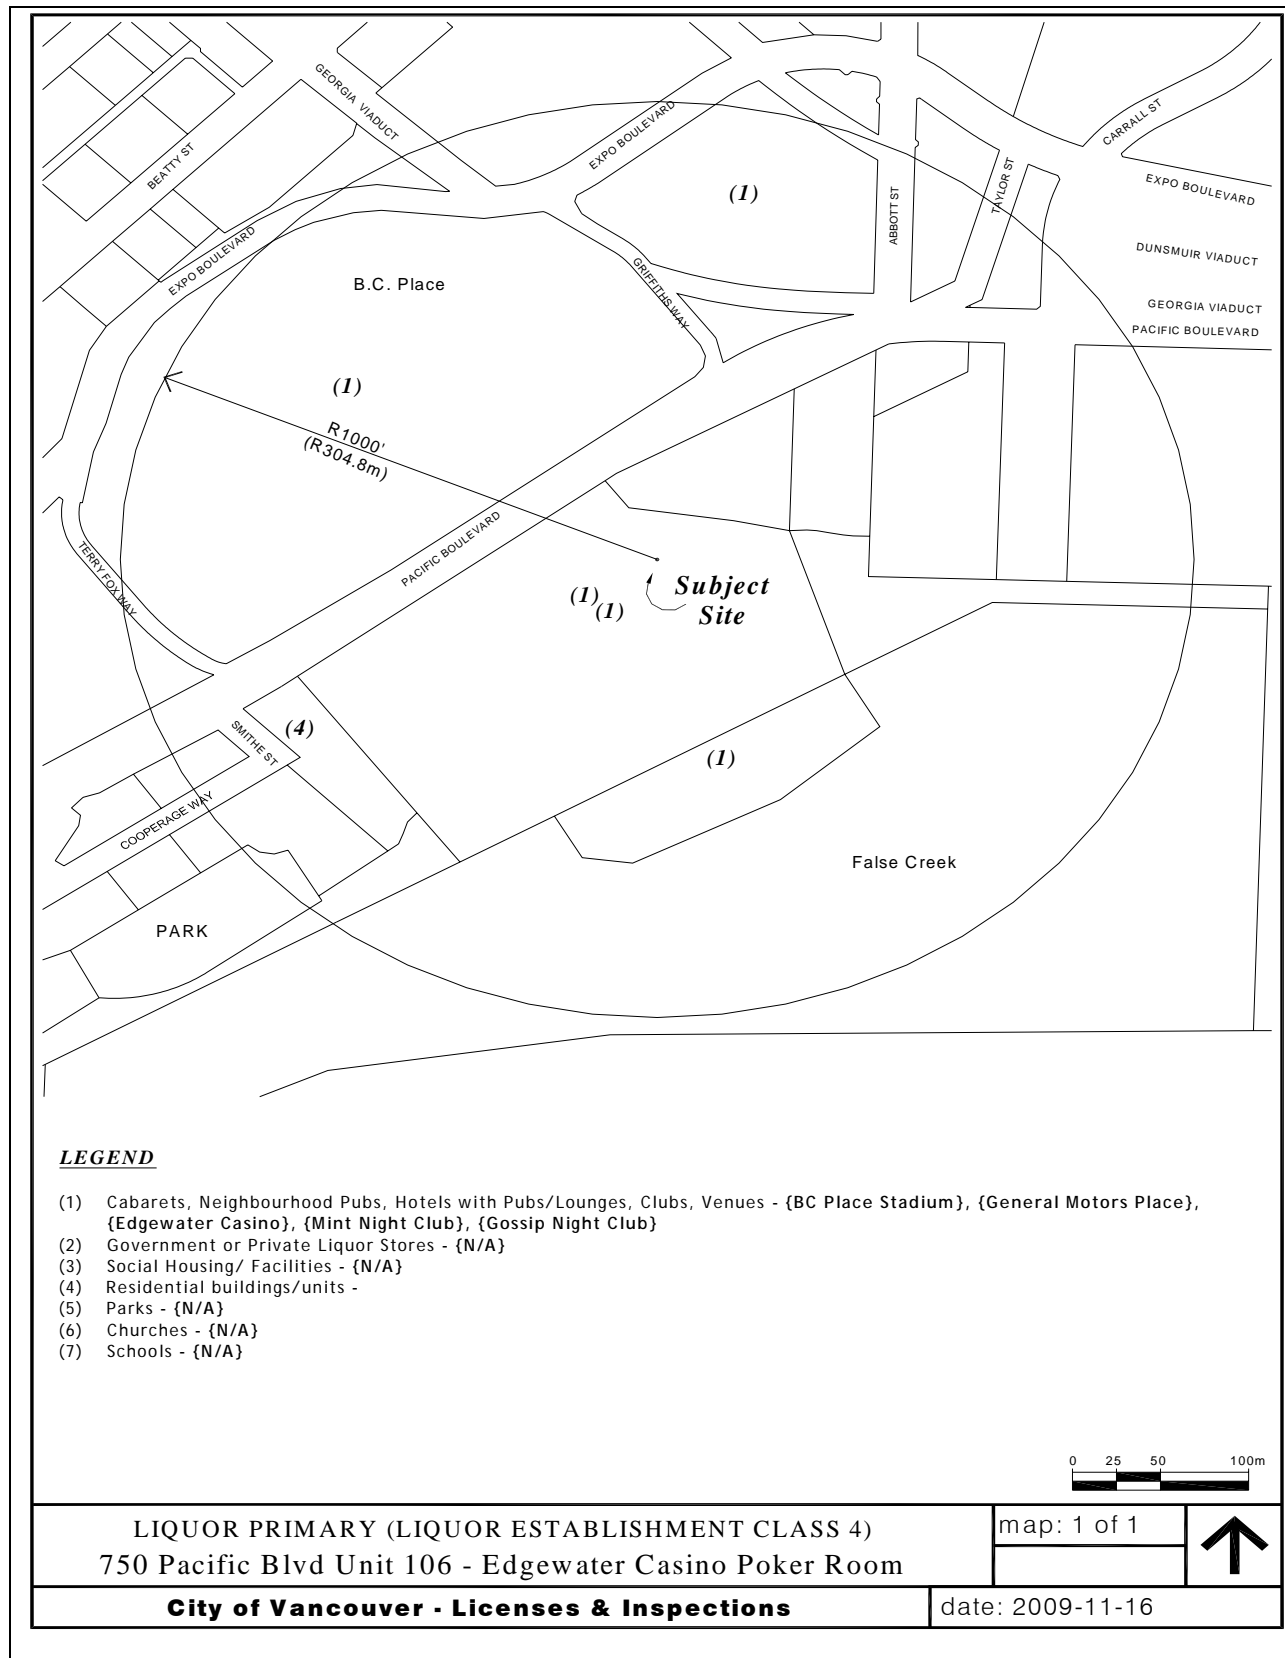 GEORGIA VIADUCT
EXPO BOULEVARD
CARRALL ST
BEATTY ST
(1)
ABBOTT ST
TAYLOR ST
EXPO BOULEVARD
EXPO BOULEVARD
DUNSMUIR VIADUCT
B.C. Place
GRIFFITHS WAY
GEORGIA VIADUCT
PACIFIC BOULEVARD
(1)
R1000'
(R304.8m)
PACIFIC BOULEVARD
TERRY FOX WAY
(1)
(1)
Subject
Site
SMITHE ST
(4)
(1)
COOPERAGE WAY
False Creek
PARK
LEGEND
(1) Cabarets, Neighbourhood Pubs, Hotels with Pubs/Lounges, Clubs, Venues - {BC Place Stadium}, {General Motors Place},
{Edgewater Casino}, {Mint Night Club}, {Gossip Night Club}
(2) Government or Private Liquor Stores - {N/A}
(3) Social Housing/ Facilities - {N/A}
(4) Residential buildings/units -
(5) Parks - {N/A}
(6) Churches - {N/A}
(7) Schools - {N/A}
0 25 50 100m
LIQUOR PRIMARY (LIQUOR ESTABLISHMENT CLASS 4)
750 Pacific Blvd Unit 106 - Edgewater Casino Poker Room
map: 1 of 1
City of Vancouver - Licenses & Inspections
date: 2009-11-16